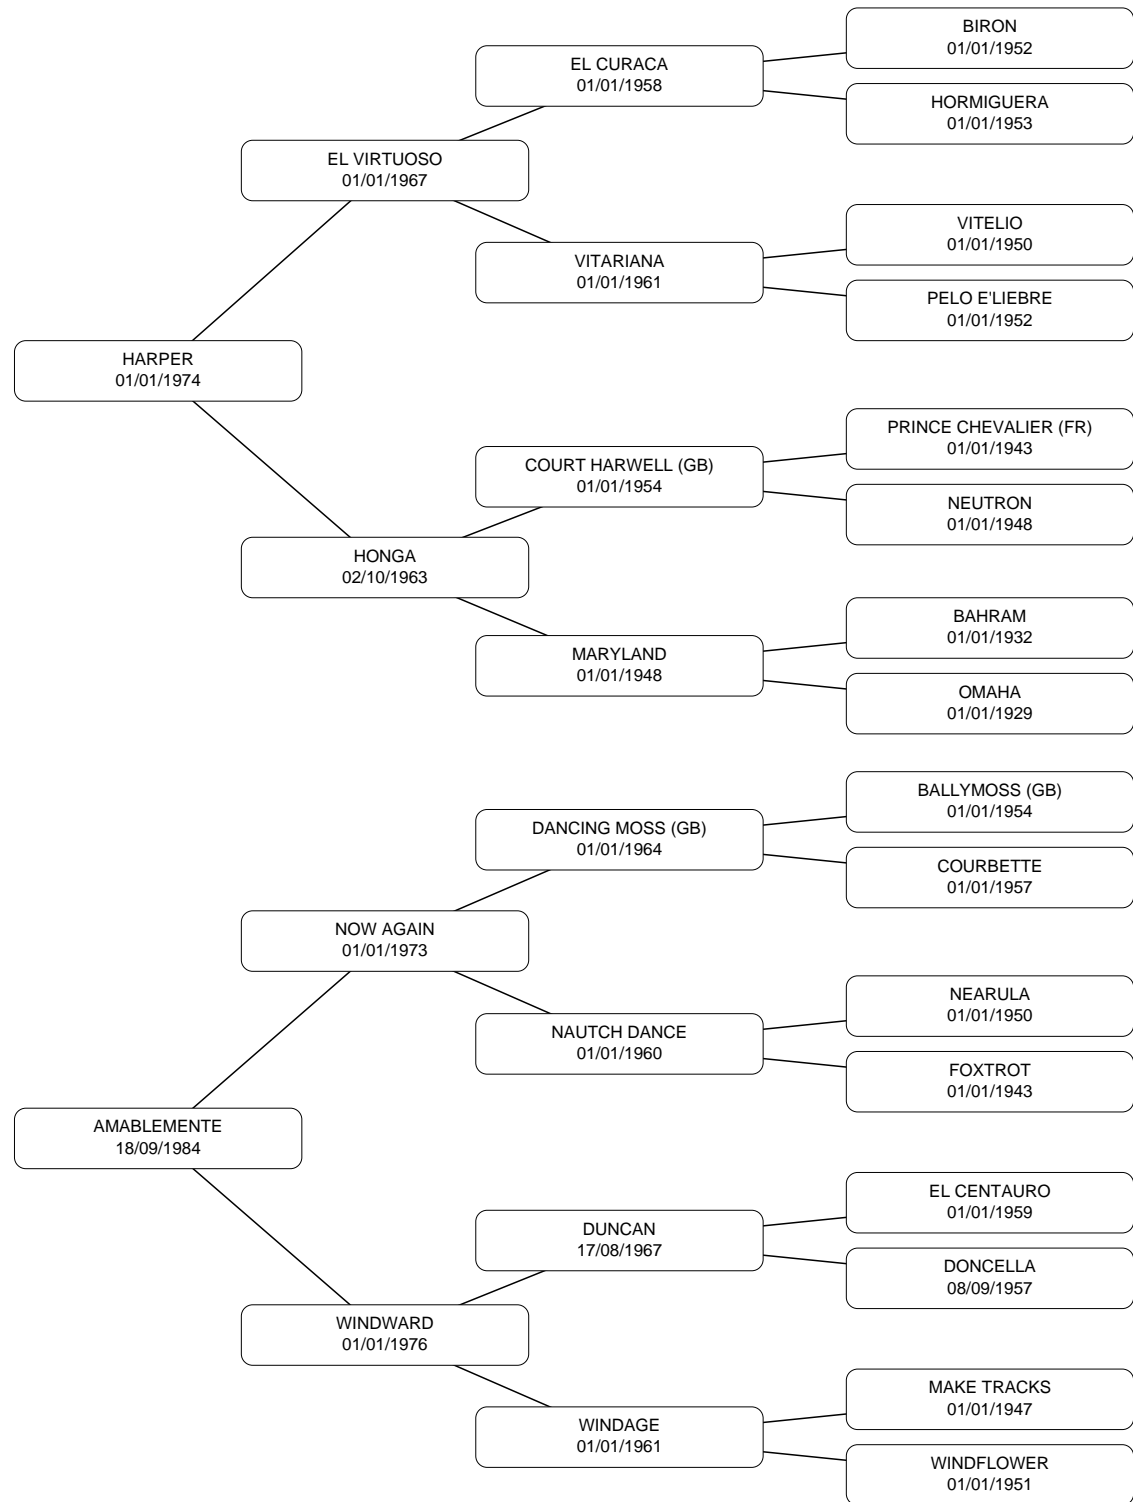 BIRON
01/01/1952
EL CURACA
01/01/1958
HORMIGUERA
01/01/1953
EL VIRTUOSO
01/01/1967
VITELIO
01/01/1950
VITARIANA
01/01/1961
PELO E'LIEBRE
01/01/1952
HARPER
01/01/1974
PRINCE CHEVALIER (FR)
01/01/1943
COURT HARWELL (GB)
01/01/1954
NEUTRON
01/01/1948
HONGA
02/10/1963
BAHRAM
01/01/1932
MARYLAND
01/01/1948
OMAHA
01/01/1929
BALLYMOSS (GB)
01/01/1954
DANCING MOSS (GB)
01/01/1964
COURBETTE
01/01/1957
NOW AGAIN
01/01/1973
NEARULA
01/01/1950
NAUTCH DANCE
01/01/1960
FOXTROT
01/01/1943
AMABLEMENTE
18/09/1984
EL CENTAURO
01/01/1959
DUNCAN
17/08/1967
DONCELLA
08/09/1957
WINDWARD
01/01/1976
MAKE TRACKS
01/01/1947
WINDAGE
01/01/1961
WINDFLOWER
01/01/1951